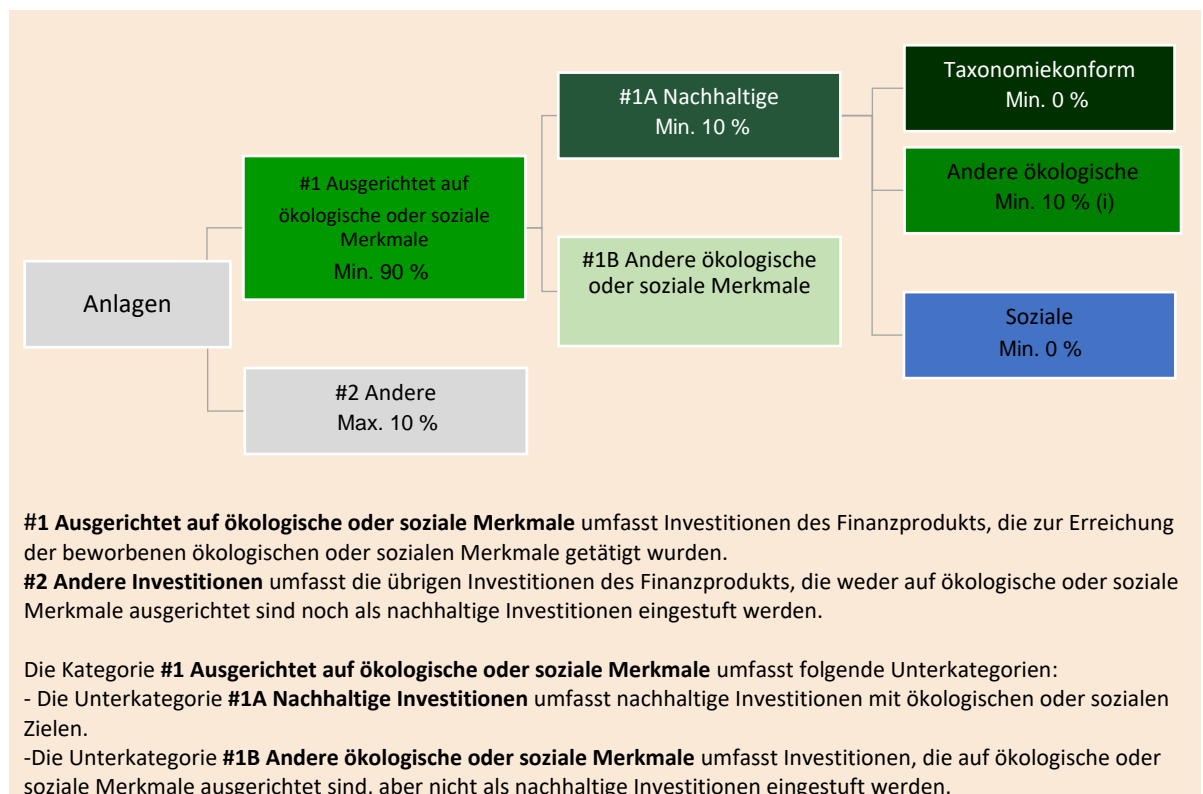 Taxonomiekonform
Min. 0 %
#1A Nachhaltige
Min. 10 %
#1 Ausgerichtet auf
ökologische oder soziale
Merkmale
Min. 90 %
Andere ökologische
Min. 10 % (i)
#1B Andere ökologische
oder soziale Merkmale
Anlagen
Soziale
Min. 0 %
#2 Andere
Max. 10 %
#1 Ausgerichtet auf ökologische oder soziale Merkmale umfasst Investitionen des Finanzprodukts, die zur Erreichung
der beworbenen ökologischen oder sozialen Merkmale getätigt wurden.
#2 Andere Investitionen umfasst die übrigen Investitionen des Finanzprodukts, die weder auf ökologische oder soziale
Merkmale ausgerichtet sind noch als nachhaltige Investitionen eingestuft werden.
Die Kategorie #1 Ausgerichtet auf ökologische oder soziale Merkmale umfasst folgende Unterkategorien:
- Die Unterkategorie #1A Nachhaltige Investitionen umfasst nachhaltige Investitionen mit ökologischen oder sozialen
Zielen.
-Die Unterkategorie #1B Andere ökologische oder soziale Merkmale umfasst Investitionen, die auf ökologische oder
soziale Merkmale ausgerichtet sind, aber nicht als nachhaltige Investitionen eingestuft werden.